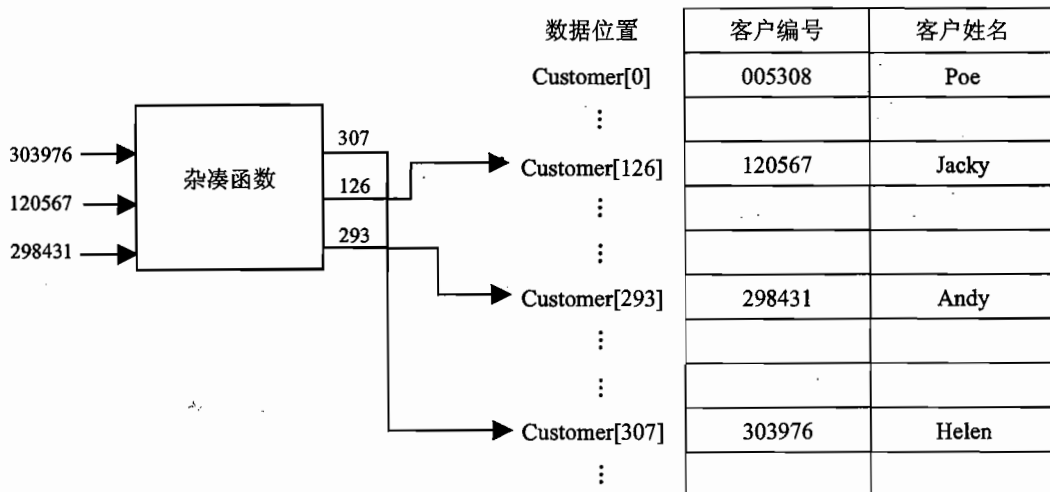 数据位置 客户编号 客户姓名
Customer[0] 005308 Poe
⋮
307
303976
Customer[126] 120567 Jacky
杂凑函数
126
120567
⋮
293
298431
⋮
Customer[293] 298431 Andy
⋮
⋮
Customer[307] 303976 Helen
⋮